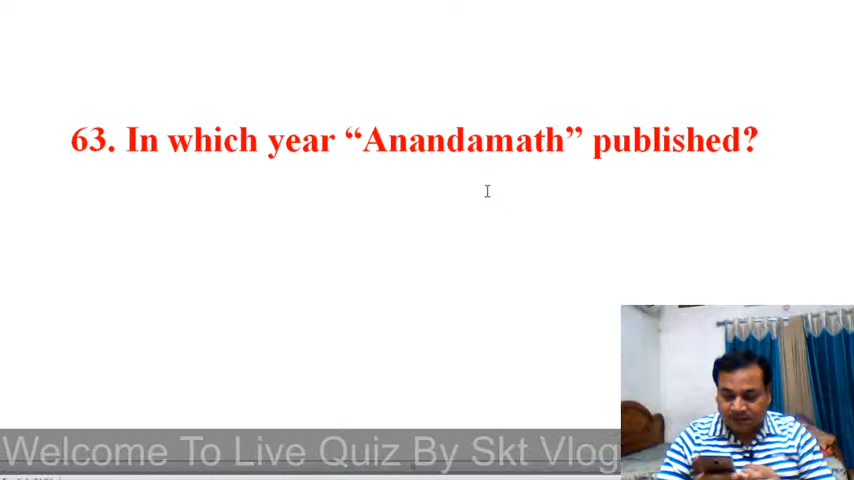 63. In which year “Anandamath” published?
Welcome To Live Quiz By Skt Vlog